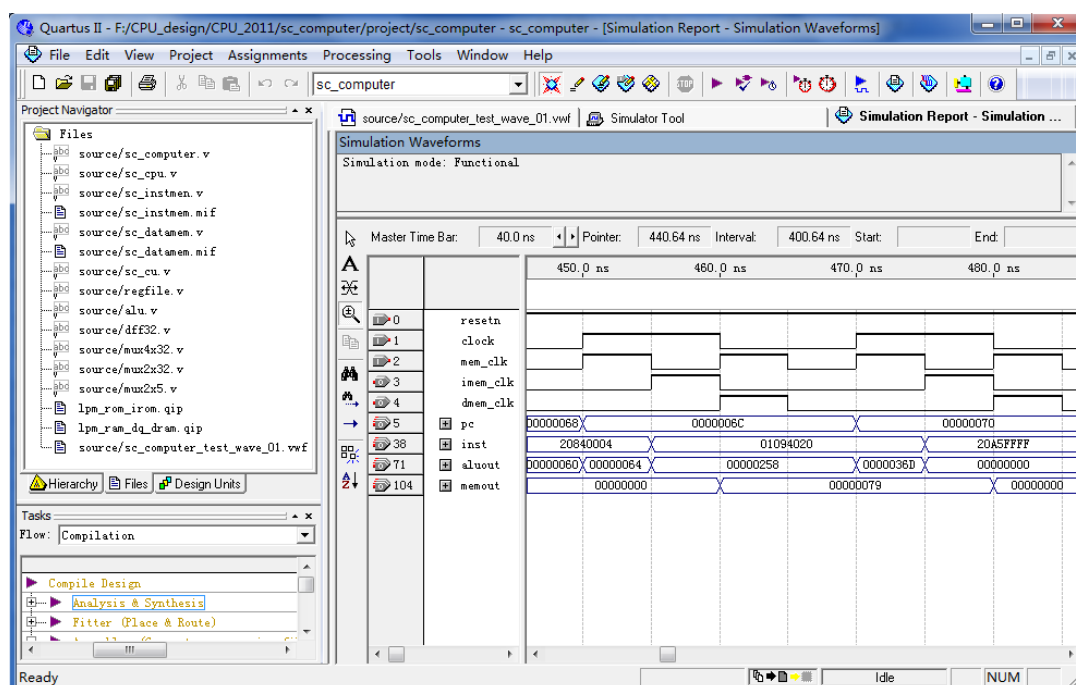 Quartus II - F:/CPU_design/CPU_2011/sc_computer/project/sc_computer - sc_computer - [Simulation Report - Simulation Waveforms]
File Edit View Project Assignments Processing Tools Window Help
sc_computer
Project Navigator
Files
source/sc_computer.v
source/sc_cpu.v
source/sc_instmen.v
source/sc_instmem.mif
source/sc_datamem.v
source/sc_datamem.mif
source/sc_cu.v
source/regfile.v
source/alu.v
source/dff32.v
source/mux4x32.v
source/mux2x32.v
source/mux2x5.v
lpm_rom_irom.qip
lpm_ram_dq_dram.qip
source/sc_computer_test_wave_01.vwf
Hierarchy Files Design Units
Tasks
Flow: Compilation
Compile Design
Analysis & Synthesis
Fitter (Place & Route)
source/sc_computer_test_wave_01.vwf Simulator Tool Simulation Report - Simulation ...
Simulation Waveforms
Simulation mode: Functional
Master Time Bar: 40.0 ns Pointer: 440.64 ns Interval: 400.64 ns Start: End:
450.0 ns 460.0 ns 470.0 ns 480.0 ns
0 resetn
1 clock
2 mem_clk
3 imem_clk
4 dmem_clk
5 pc 00000068 0000006C 00000070
38 inst 20840004 01094020 20A5FFFF
71 aluout 00000060 00000064 00000258 0000036D 00000000
104 memout 00000000 00000079 00000000
Ready Idle NUM